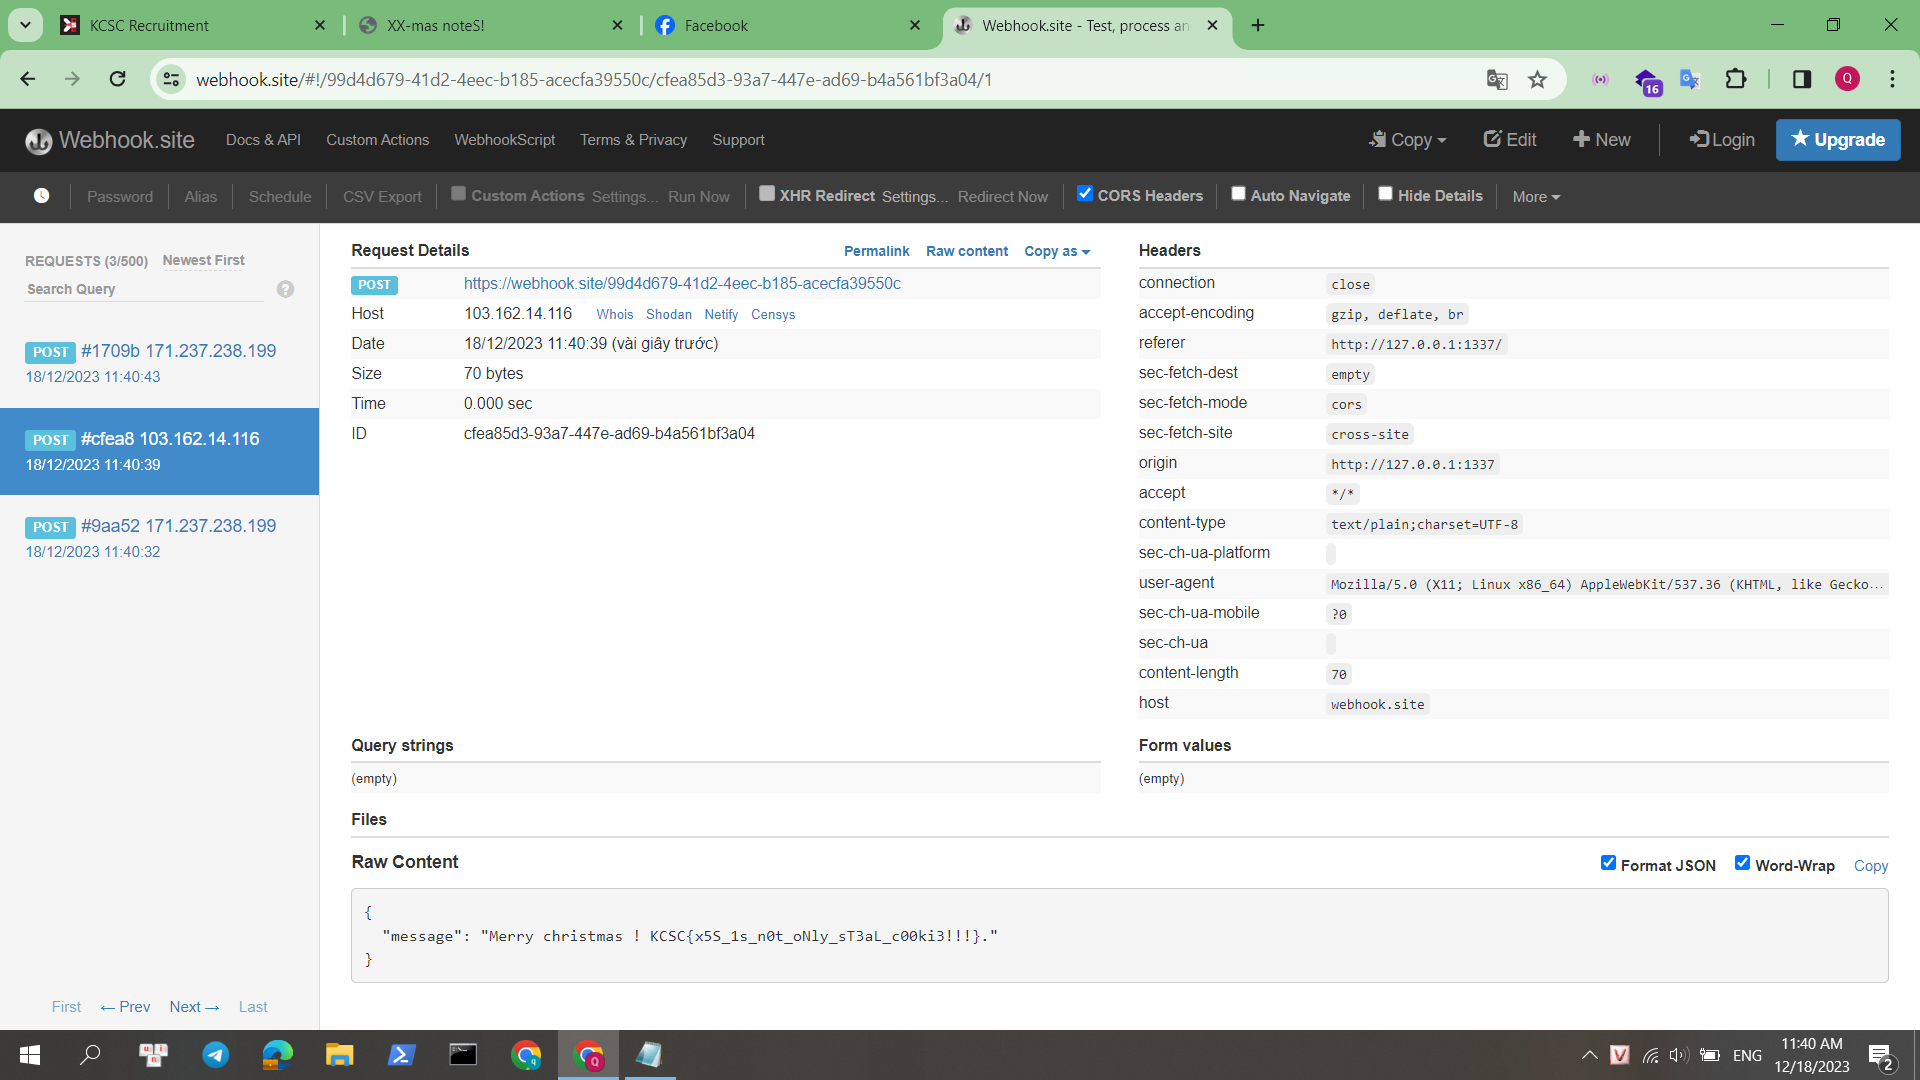 KCSC Recruitment
XX-mas noteS!
Facebook
Webhook.site - Test, process an
webhook.site/#!/99d4d679-41d2-4eec-b185-acecfa39550c/cfea85d3-93a7-447e-ad69-b4a561bf3a04/1
16
Q
Webhook.site
Docs & API
Custom Actions
WebhookScript
Terms & Privacy
Support
Copy
Edit
New
Login
Upgrade
Password
Alias
Schedule
CSV Export
Custom Actions
Settings...
Run Now
XHR Redirect
Settings...
Redirect Now
CORS Headers
Auto Navigate
Hide Details
More
REQUESTS (3/500)
Newest First
Search Query
?
POST #1709b 171.237.238.199
18/12/2023 11:40:43
POST #cfea8 103.162.14.116
18/12/2023 11:40:39
POST #9aa52 171.237.238.199
18/12/2023 11:40:32
First
← Prev
Next →
Last
Request Details
Permalink
Raw content
Copy as
POST https://webhook.site/99d4d679-41d2-4eec-b185-acecfa39550c
Host 103.162.14.116 Whois Shodan Netify Censys
Date 18/12/2023 11:40:39 (vài giây trước)
Size 70 bytes
Time 0.000 sec
ID cfea85d3-93a7-447e-ad69-b4a561bf3a04
Headers
connection close
accept-encoding gzip, deflate, br
referer http://127.0.0.1:1337/
sec-fetch-dest empty
sec-fetch-mode cors
sec-fetch-site cross-site
origin http://127.0.0.1:1337
accept */*
content-type text/plain;charset=UTF-8
sec-ch-ua-platform
user-agent Mozilla/5.0 (X11; Linux x86_64) AppleWebKit/537.36 (KHTML, like Gecko...
sec-ch-ua-mobile ?0
sec-ch-ua
content-length 70
host webhook.site
Query strings
(empty)
Form values
(empty)
Files
Raw Content
Format JSON
Word-Wrap
Copy
{
"message": "Merry christmas ! KCSC{x5S_1s_n0t_oNly_sT3aL_c00ki3!!!}."
}
ENG
11:40 AM
12/18/2023
2